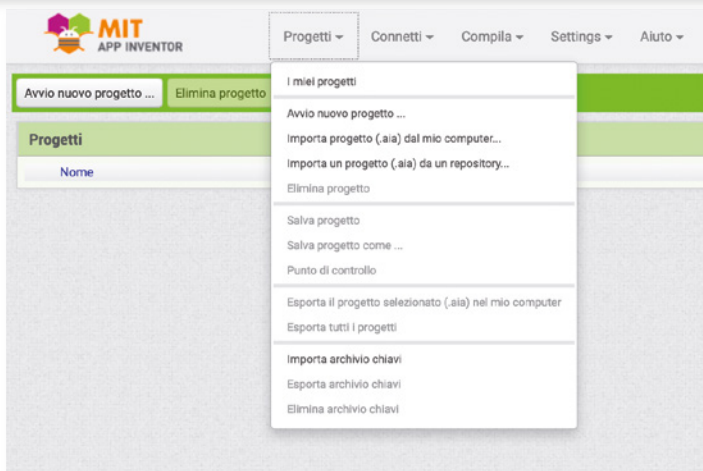 MIT
APP INVENTOR
Progetti
Connetti
Compila
Settings
Aiuto
Avvio nuovo progetto ...
Elimina progetto
Progetti
Nome
I miei progetti
Avvio nuovo progetto ...
Importa progetto (.aia) dal mio computer...
Importa un progetto (.aia) da un repository...
Elimina progetto
Salva progetto
Salva progetto come ...
Punto di controllo
Esporta il progetto selezionato (.aia) nel mio computer
Esporta tutti i progetti
Importa archivio chiavi
Esporta archivio chiavi
Elimina archivio chiavi